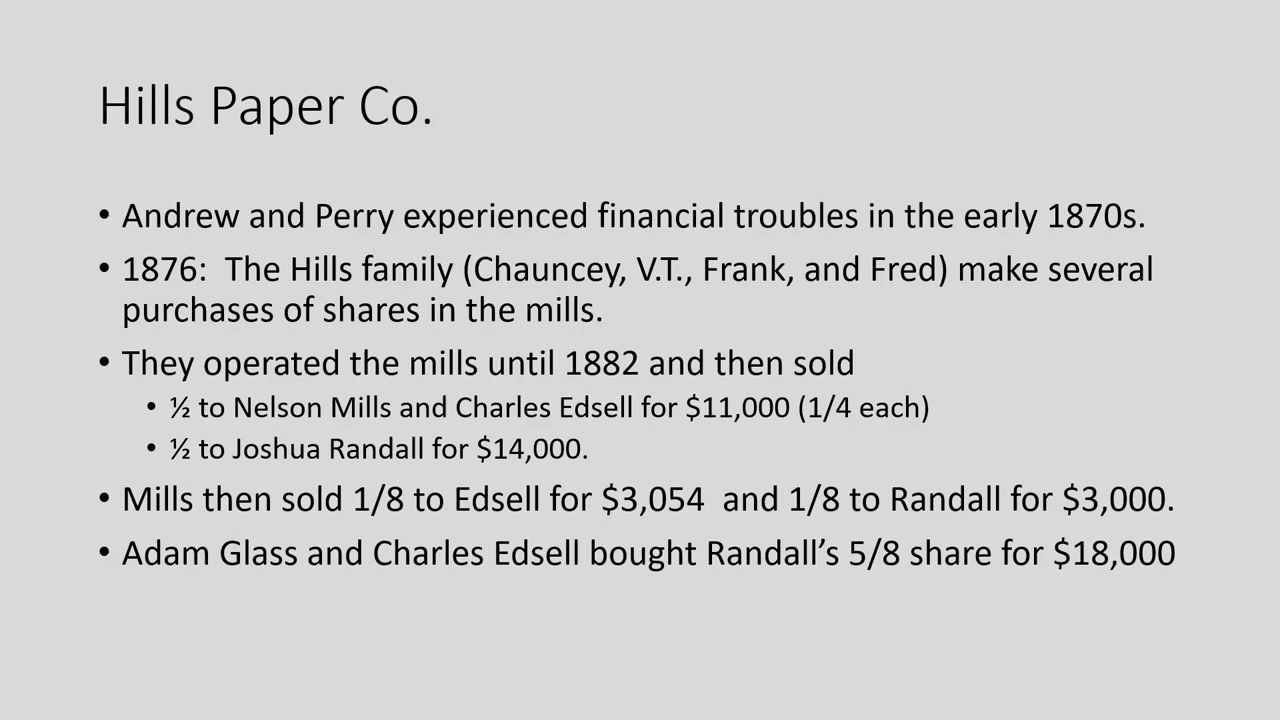 Hills Paper Co.
• Andrew and Perry experienced financial troubles in the early 1870s.
• 1876:  The Hills family (Chauncey, V.T., Frank, and Fred) make several
purchases of shares in the mills.
• They operated the mills until 1882 and then sold
• ½ to Nelson Mills and Charles Edsell for $11,000 (1/4 each)
• ½ to Joshua Randall for $14,000.
• Mills then sold 1/8 to Edsell for $3,054  and 1/8 to Randall for $3,000.
• Adam Glass and Charles Edsell bought Randall’s 5/8 share for $18,000